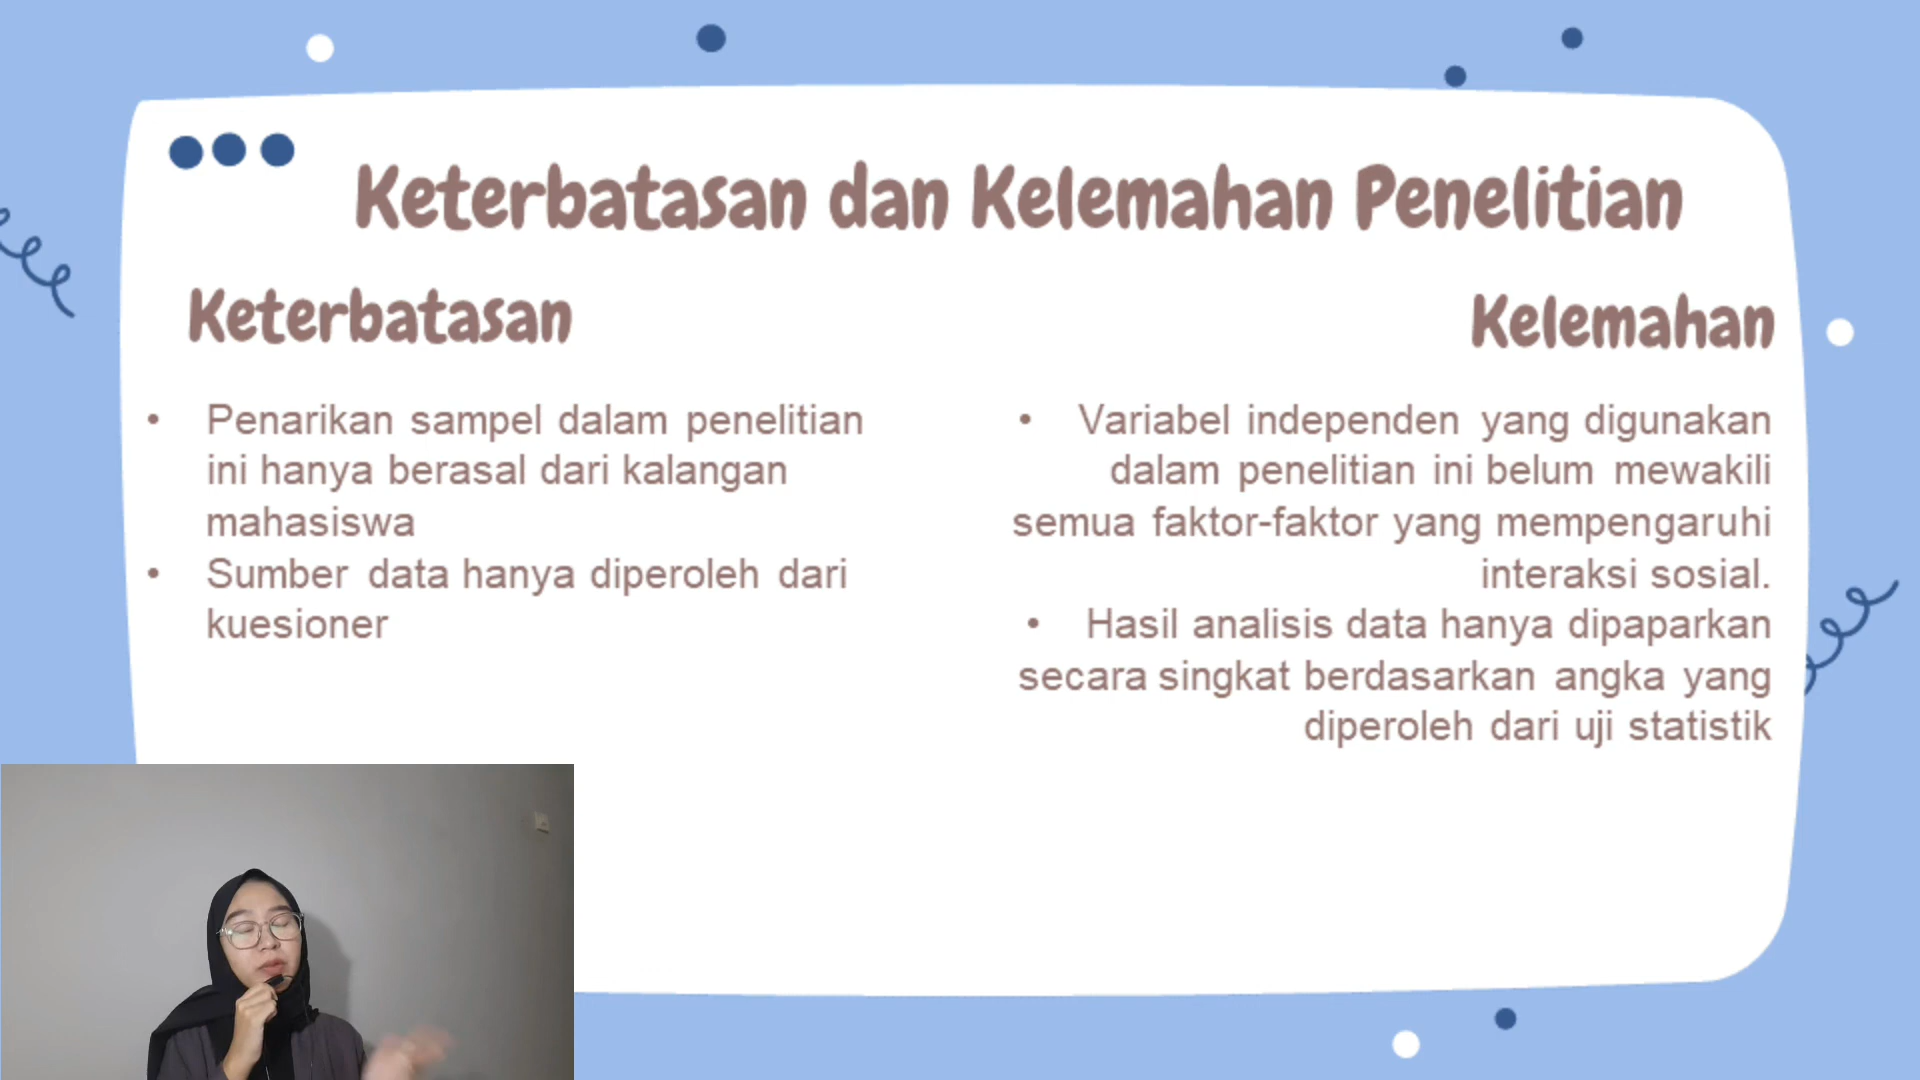 Keterbatasan dan Kelemahan Penelitian
Keterbatasan
• Penarikan sampel dalam penelitian
ini hanya berasal dari kalangan
mahasiswa
• Sumber data hanya diperoleh dari
kuesioner
Kelemahan
• Variabel independen yang digunakan
dalam penelitian ini belum mewakili
semua faktor-faktor yang mempengaruhi
interaksi sosial.
• Hasil analisis data hanya dipaparkan
secara singkat berdasarkan angka yang
diperoleh dari uji statistik